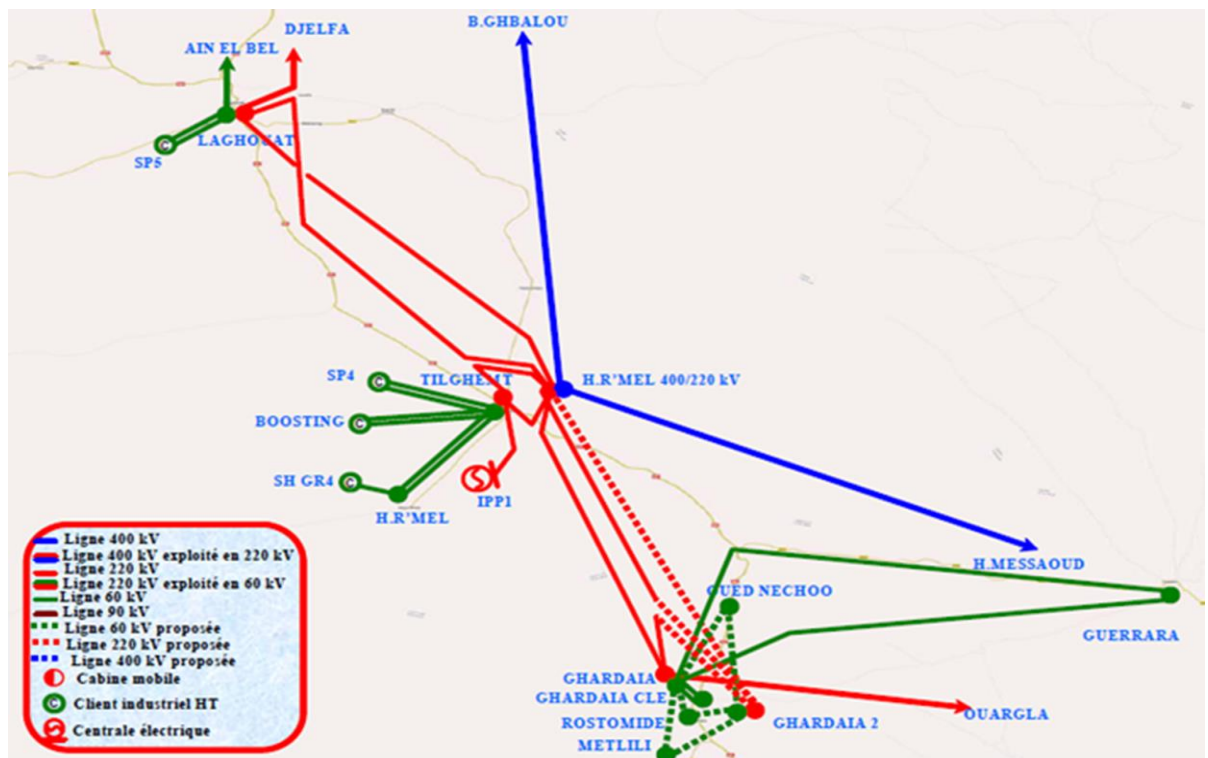 B.GHBALOU
DJELFA
AIN EL BEL
LAGHOUAT
SP5
SP4
TILGHEMT
H.R'MEL 400/220 kV
BOOSTING
SH GR4
IPP1
H.R'MEL
H.MESSAOUD
OUED NECHOO
GUERRARA
GHARDAIA
GHARDAIA CLE
ROSTOMIDE
GHARDAIA 2
OUARGLA
METLILI
Ligne 400 kV
Ligne 400 kV exploité en 220 kV
Ligne 220 kV
Ligne 220 kV exploité en 60 kV
Ligne 60 kV
Ligne 90 kV
Ligne 60 kV proposée
Ligne 220 kV proposée
Ligne 400 kV proposée
Cabine mobile
C Client industriel HT
Centrale électrique